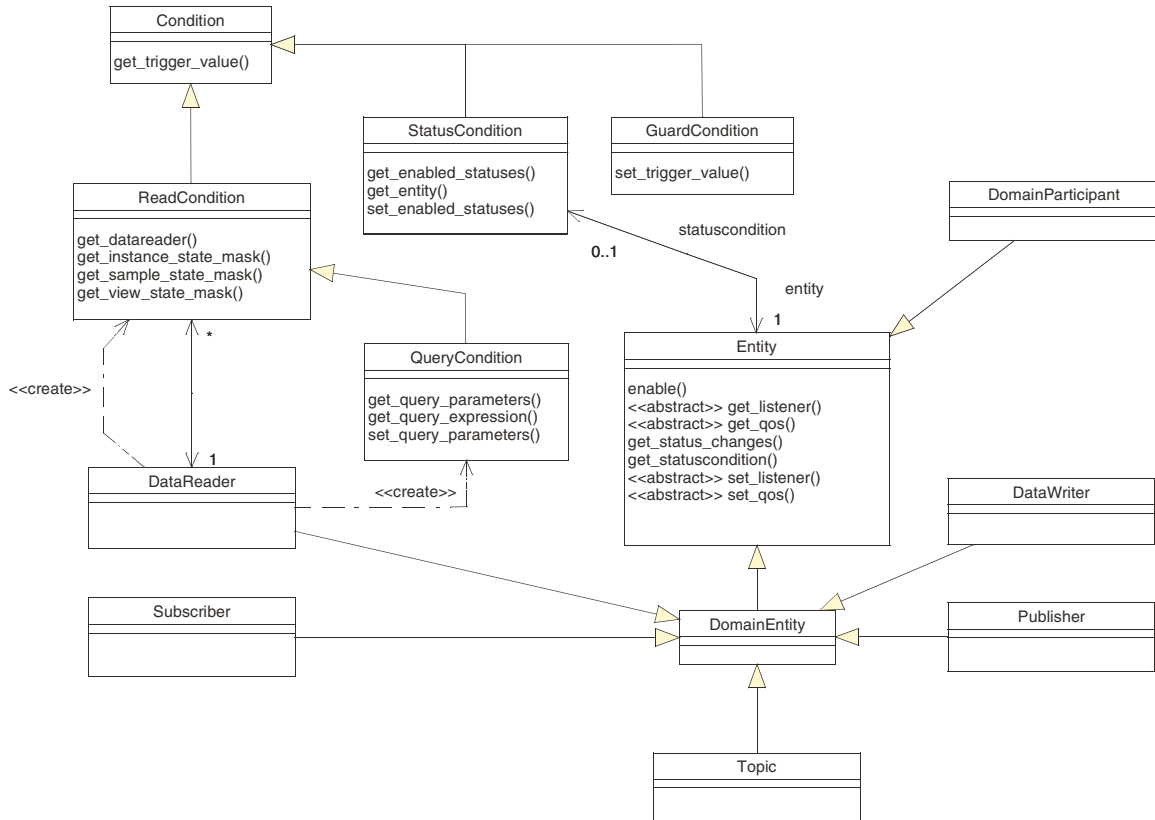 Condition
get_trigger_value()
StatusCondition
get_enabled_statuses()
get_entity()
set_enabled_statuses()
GuardCondition
set_trigger_value()
ReadCondition
get_datareader()
get_instance_state_mask()
get_sample_state_mask()
get_view_state_mask()
DomainParticipant
statuscondition
0..1
entity
1
*
Entity
enable()
<<abstract>> get_listener()
<<abstract>> get_qos()
get_status_changes()
get_statuscondition()
<<abstract>> set_listener()
<<abstract>> set_qos()
QueryCondition
get_query_parameters()
get_query_expression()
set_query_parameters()
<<create>>
1
DataReader
<<create>>
DataWriter
Subscriber
DomainEntity
Publisher
Topic